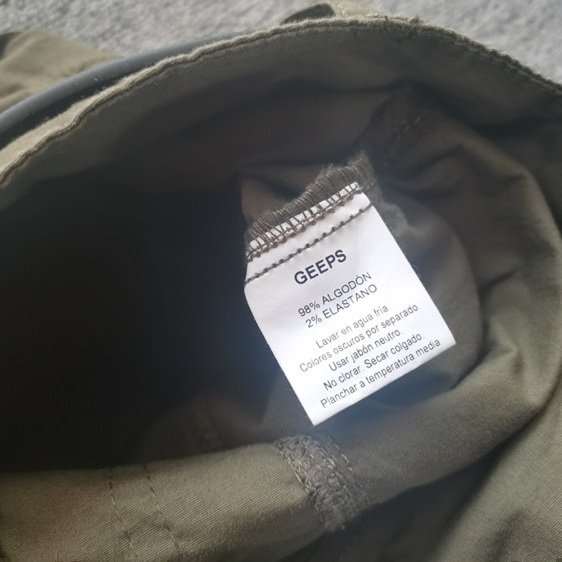 GEEPS
98% ALGODÓN
2% ELASTANO
Lavar en agua fría
Colores oscuros por separado
Usar jabón neutro.
No clorar. Secar colgado.
Planchar a temperatura media